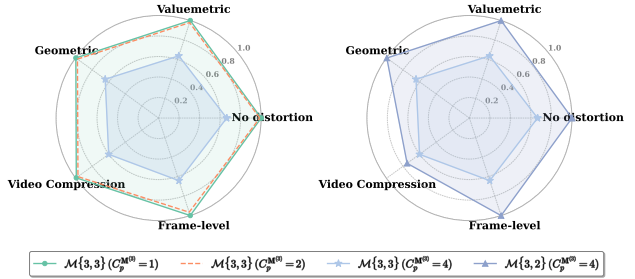 Valuemetric
Geometric
1.0
0.8
0.6
0.4
0.2
No distortion
Video Compression
Frame-level
Valuemetric
Geometric
1.0
0.8
0.6
0.4
0.2
No distortion
Video Compression
Frame-level
ℳ{3,3}(C_p^{M^{(3)}}=1) ℳ{3,3}(C_p^{M^{(3)}}=2) ℳ{3,3}(C_p^{M^{(3)}}=4) ℳ{3,2}(C_p^{M^{(3)}}=4)